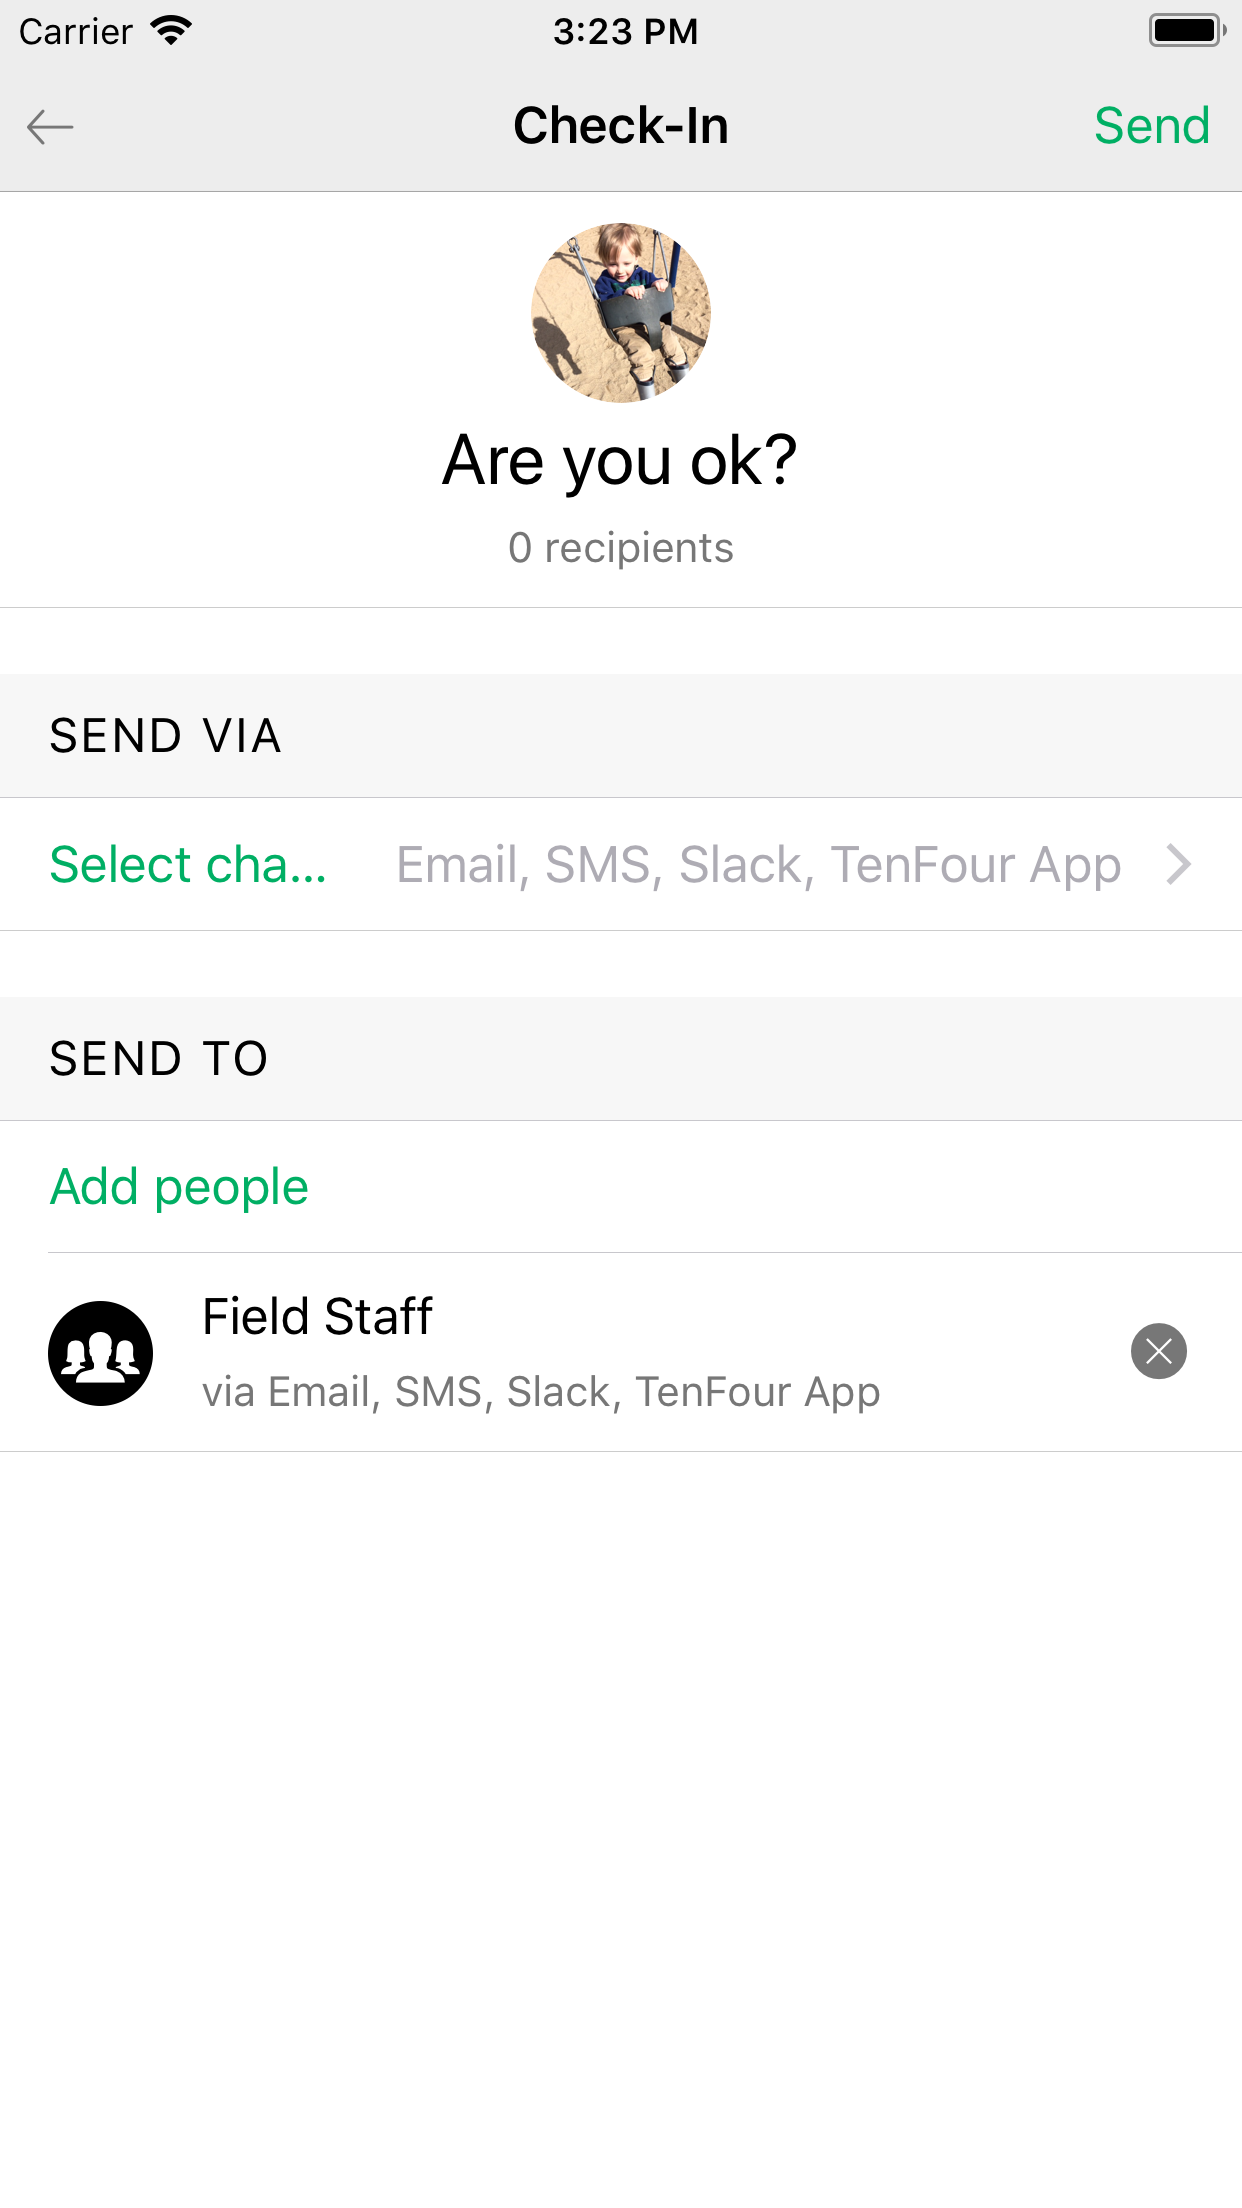 Carrier 3:23 PM
Check-In Send
Are you ok?
0 recipients
SEND VIA
Select cha... Email, SMS, Slack, TenFour App
SEND TO
Add people
Field Staff
via Email, SMS, Slack, TenFour App